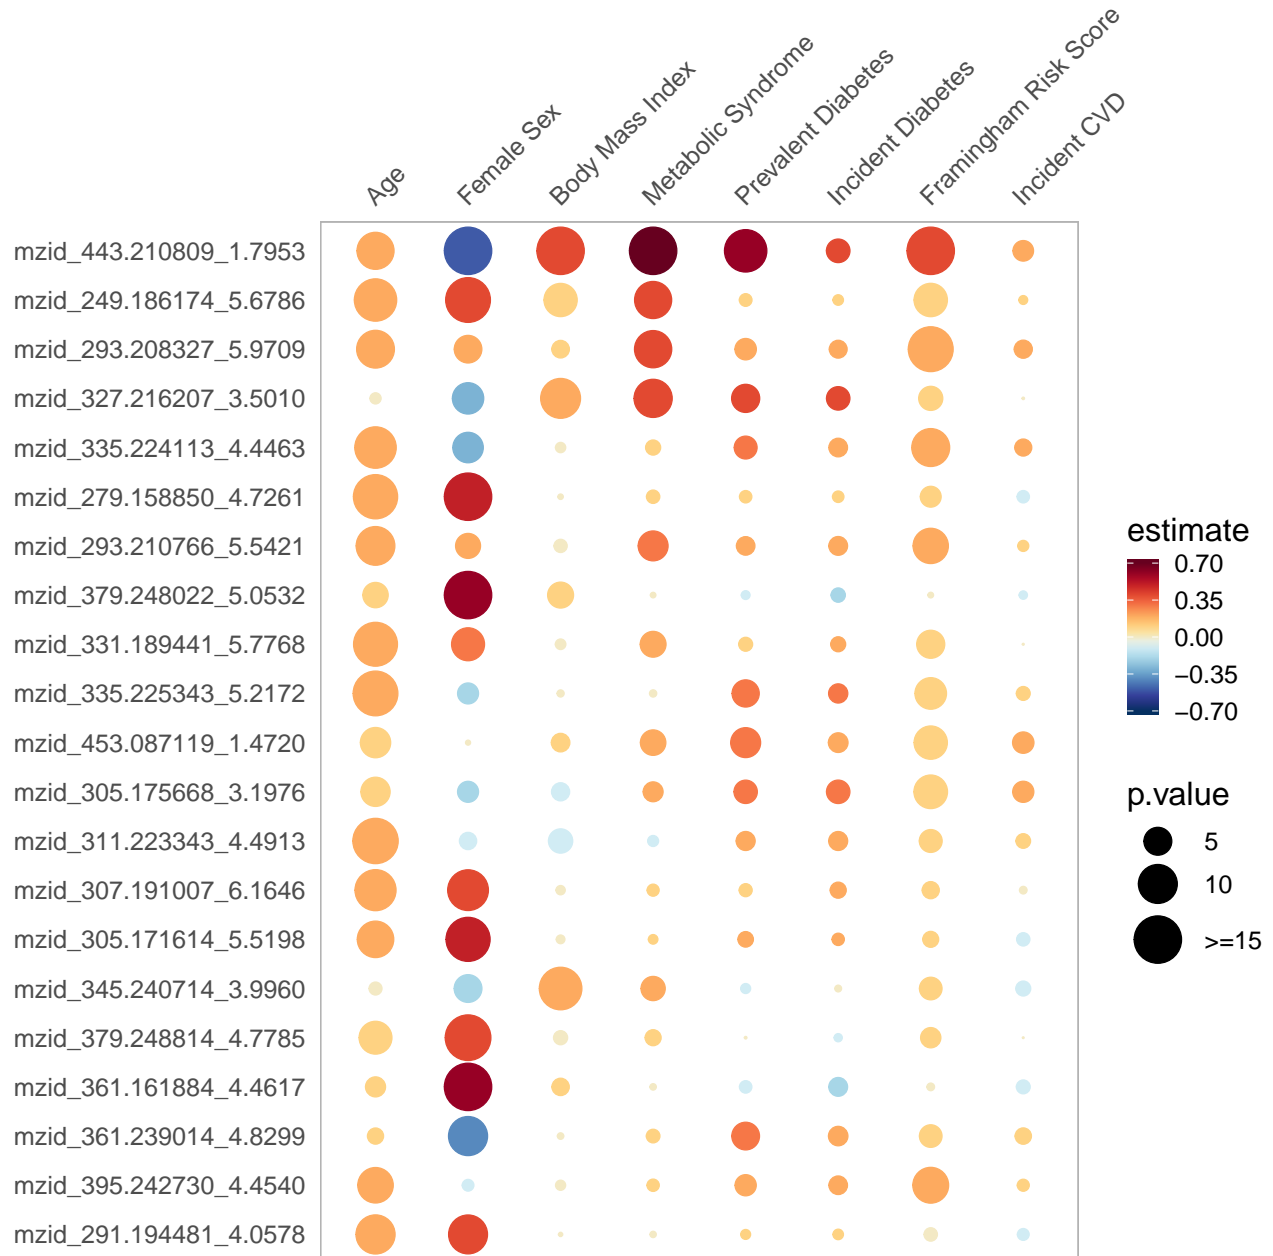 Age
Female Sex
Body Mass Index
Metabolic Syndrome
Prevalent Diabetes
Incident Diabetes
Framingham Risk Score
Incident CVD
mzid_443.210809_1.7953
mzid_249.186174_5.6786
mzid_293.208327_5.9709
mzid_327.216207_3.5010
mzid_335.224113_4.4463
mzid_279.158850_4.7261
mzid_293.210766_5.5421
mzid_379.248022_5.0532
mzid_331.189441_5.7768
mzid_335.225343_5.2172
mzid_453.087119_1.4720
mzid_305.175668_3.1976
mzid_311.223343_4.4913
mzid_307.191007_6.1646
mzid_305.171614_5.5198
mzid_345.240714_3.9960
mzid_379.248814_4.7785
mzid_361.161884_4.4617
mzid_361.239014_4.8299
mzid_395.242730_4.4540
mzid_291.194481_4.0578
estimate
0.70
0.35
0.00
−0.35
−0.70
p.value
5
10
>=15